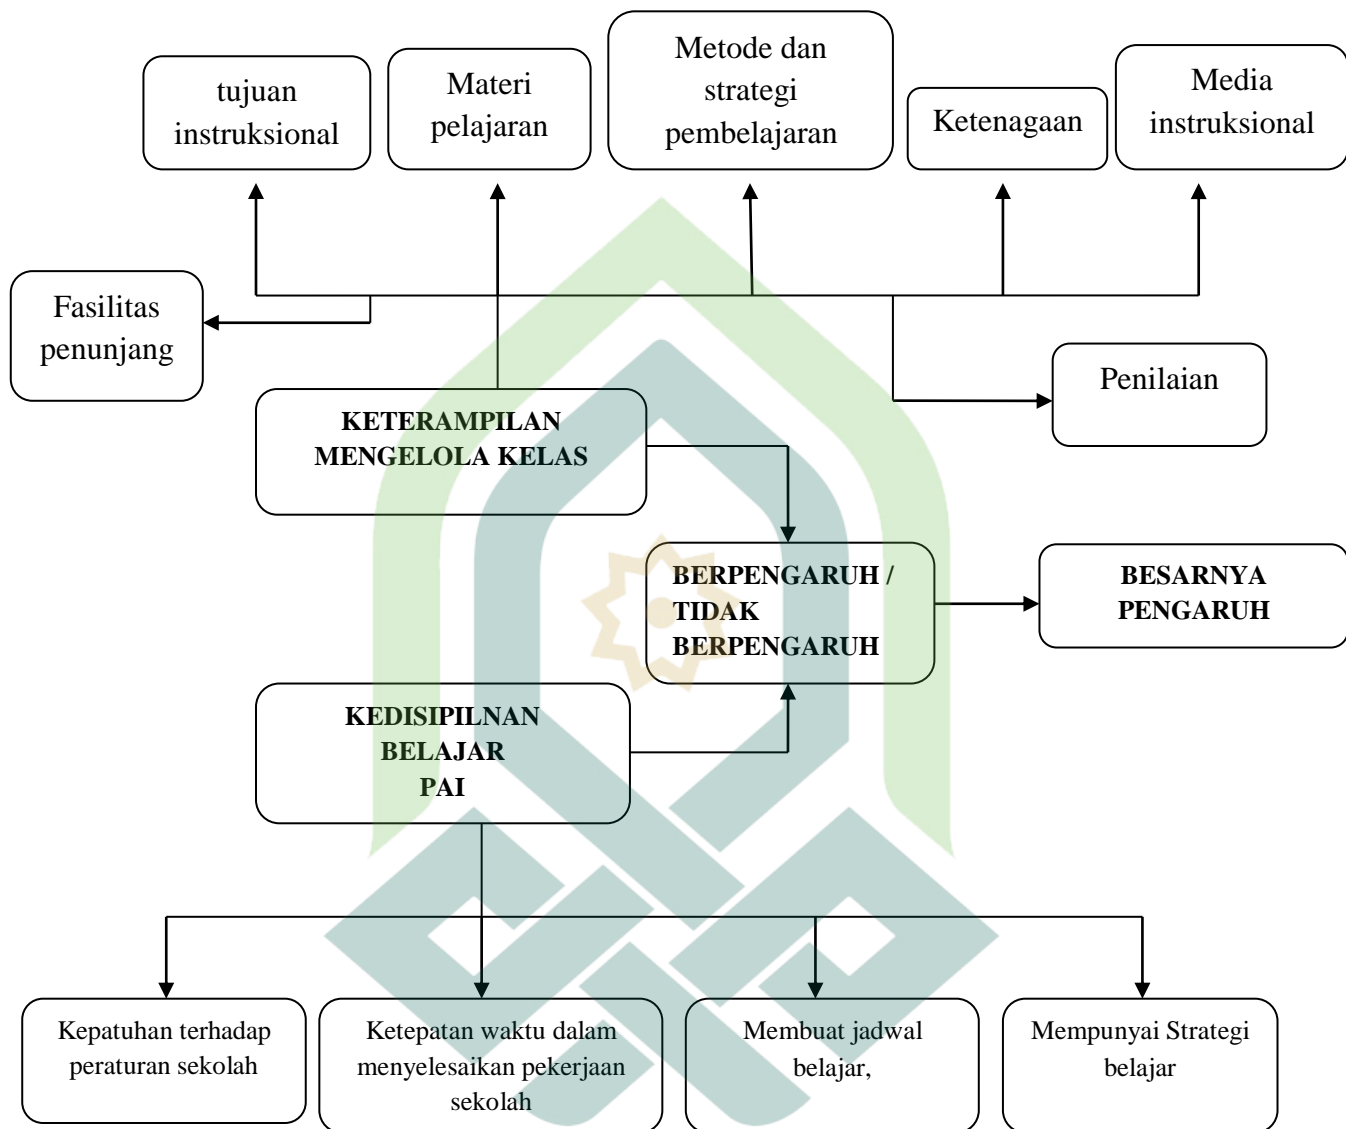 tujuan
instruksional
Materi
pelajaran
Metode dan
strategi
pembelajaran
Ketenagaan
Media
instruksional
Fasilitas
penunjang
Penilaian
KETERAMPILAN
MENGELOLA KELAS
BERPENGARUH /
TIDAK
BERPENGARUH
BESARNYA
PENGARUH
KEDISIPILNAN
BELAJAR
PAI
Kepatuhan terhadap
peraturan sekolah
Ketepatan waktu dalam
menyelesaikan pekerjaan
sekolah
Membuat jadwal
belajar,
Mempunyai Strategi
belajar